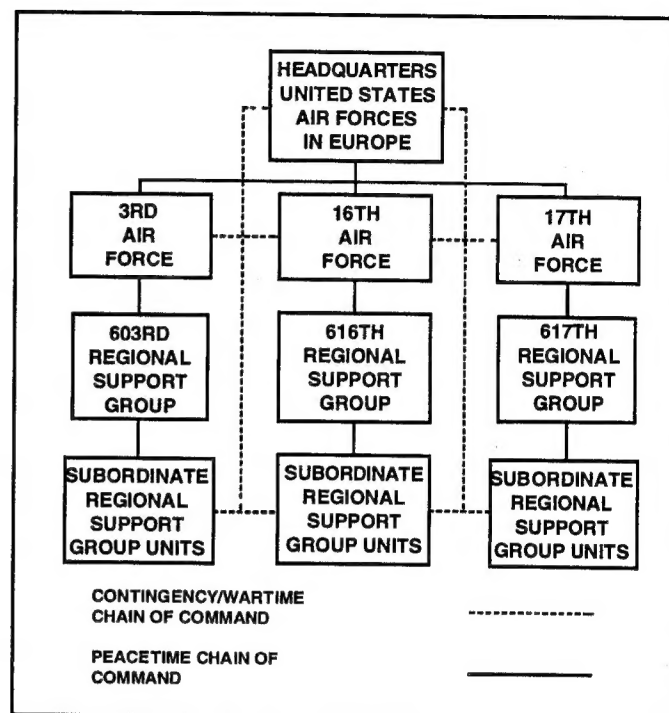 HEADQUARTERS
UNITED STATES
AIR FORCES
IN EUROPE
3RD
AIR
FORCE
16TH
AIR
FORCE
17TH
AIR
FORCE
603RD
REGIONAL
SUPPORT
GROUP
616TH
REGIONAL
SUPPORT
GROUP
617TH
REGIONAL
SUPPORT
GROUP
SUBORDINATE
REGIONAL
SUPPORT
GROUP UNITS
SUBORDINATE
REGIONAL
SUPPORT
GROUP UNITS
SUBORDINATE
REGIONAL
SUPPORT
GROUP UNITS
CONTINGENCY/WARTIME
CHAIN OF COMMAND
PEACETIME CHAIN OF
COMMAND